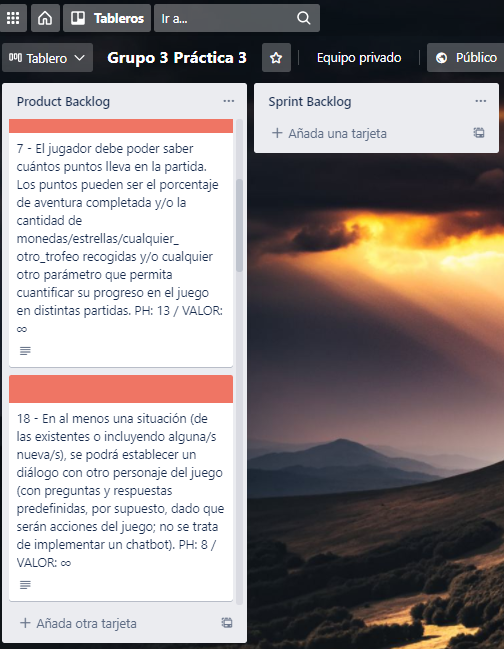 Tableros
Ir a...
Tablero
Grupo 3 Práctica 3
Equipo privado
Público
Product Backlog
7 - El jugador debe poder saber
cuántos puntos lleva en la partida.
Los puntos pueden ser el porcentaje
de aventura completada y/o la
cantidad de
monedas/estrellas/cualquier_
otro_trofeo recogidas y/o cualquier
otro parámetro que permita
cuantificar su progreso en el juego
en distintas partidas. PH: 13 / VALOR:
∞
18 - En al menos una situación (de
las existentes o incluyendo alguna/s
nueva/s), se podrá establecer un
diálogo con otro personaje del juego
(con preguntas y respuestas
predefinidas, por supuesto, dado que
serán acciones del juego; no se trata
de implementar un chatbot). PH: 8 /
VALOR: ∞
Añada otra tarjeta
Sprint Backlog
Añada una tarjeta